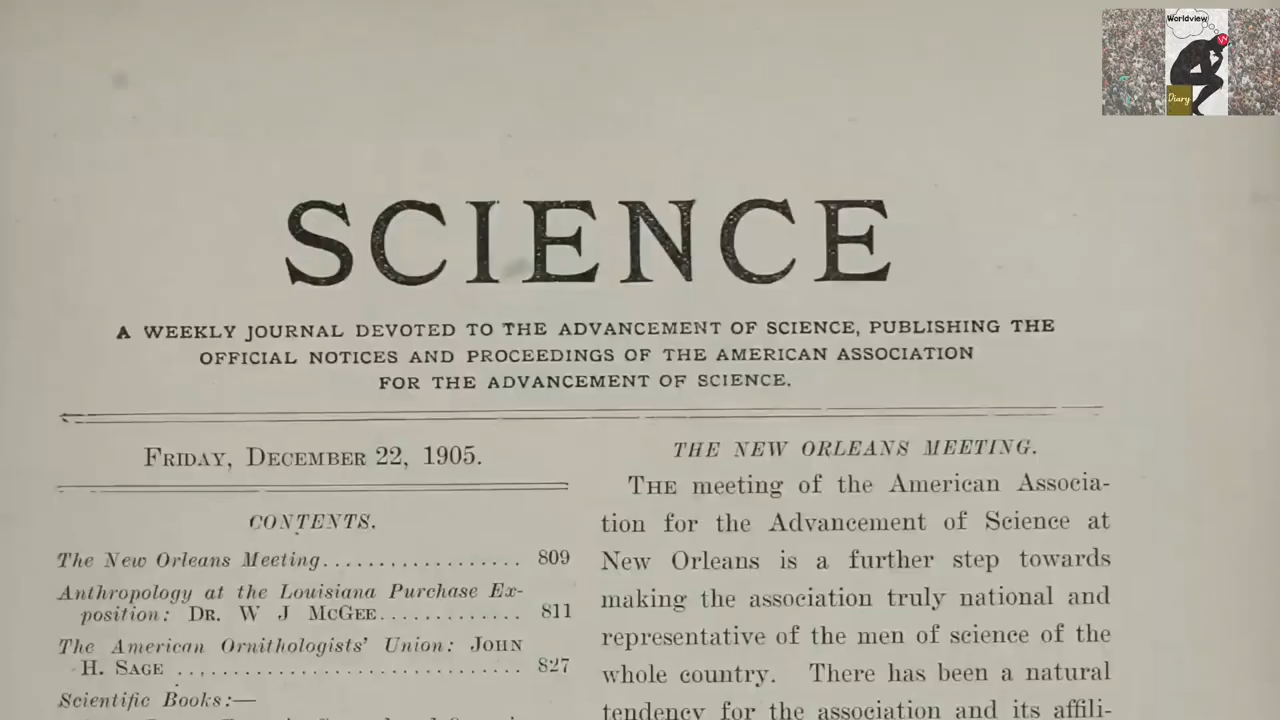 Worldview
W
Diary
SCIENCE
A WEEKLY JOURNAL DEVOTED TO THE ADVANCEMENT OF SCIENCE, PUBLISHING THE
OFFICIAL NOTICES AND PROCEEDINGS OF THE AMERICAN ASSOCIATION
FOR THE ADVANCEMENT OF SCIENCE.
FRIDAY, DECEMBER 22, 1905.
CONTENTS.
The New Orleans Meeting.................. 809
Anthropology at the Louisiana Purchase Ex-
position: DR. W J MCGEE............. 811
The American Ornithologists' Union: JOHN
H. SAGE ............................... 827
Scientific Books:—
THE NEW ORLEANS MEETING.
THE meeting of the American Associa-
tion for the Advancement of Science at
New Orleans is a further step towards
making the association truly national and
representative of the men of science of the
whole country. There has been a natural
tendency for the association and its affili-